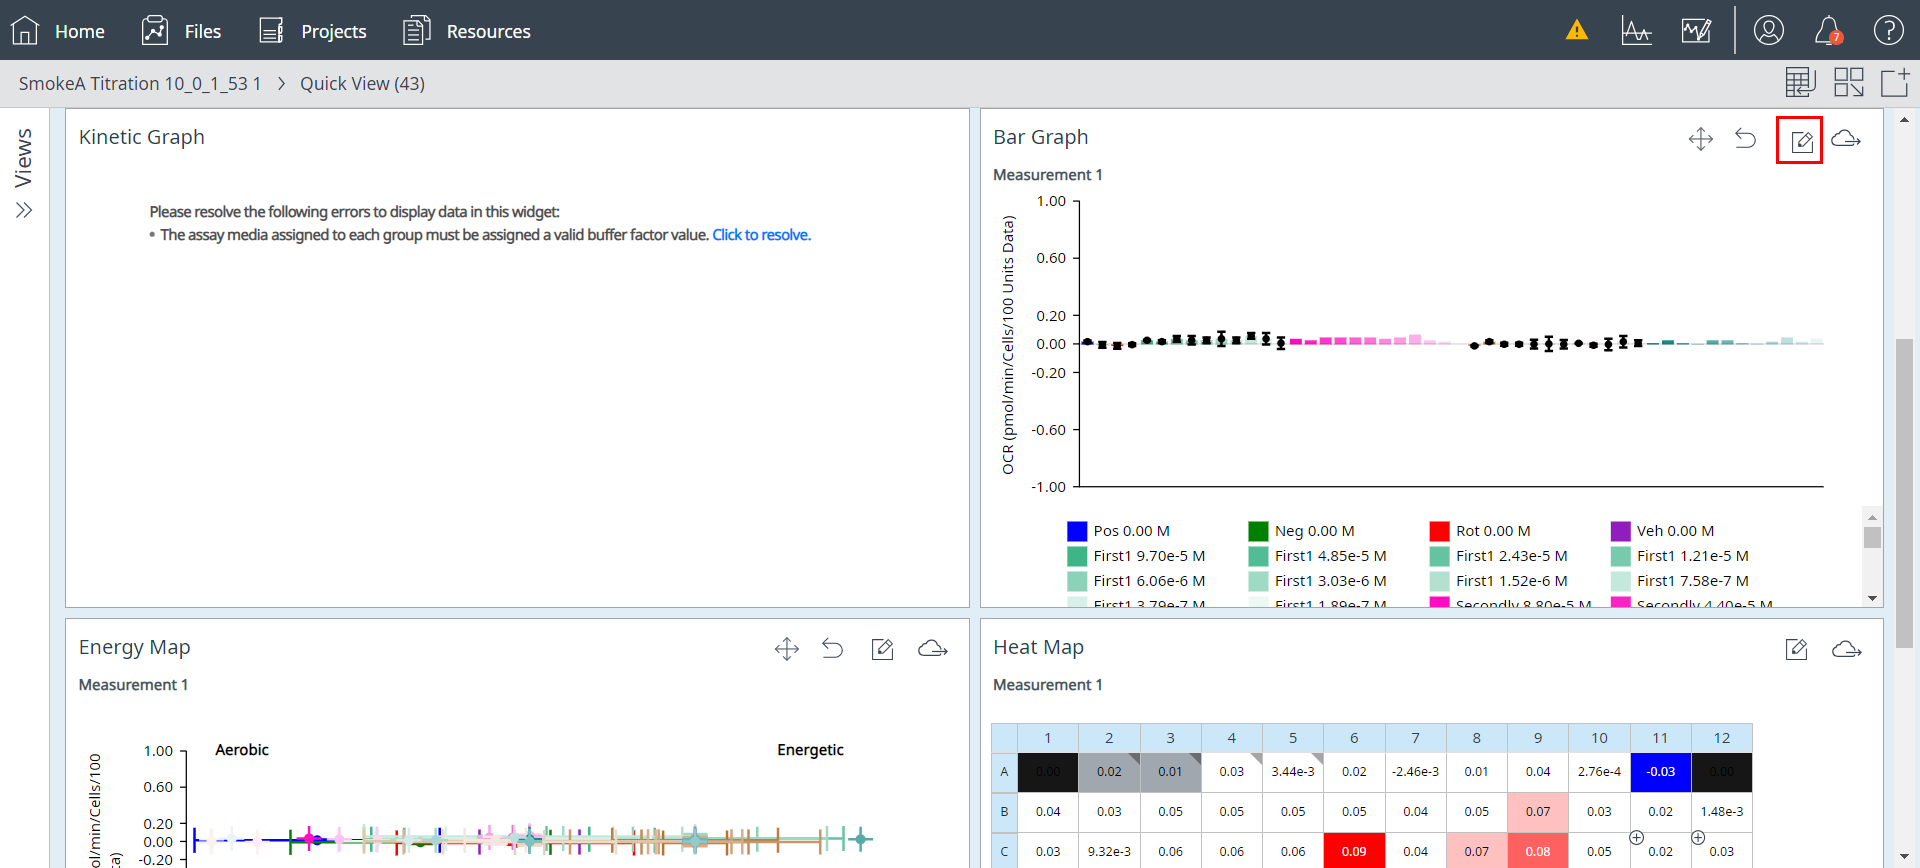 Home Files Projects Resources 7 ?
SmokeA Titration 10_0_1_53 1 > Quick View (43)
Views
Kinetic Graph
Please resolve the following errors to display data in this widget:
• The assay media assigned to each group must be assigned a valid buffer factor value. Click to resolve.
Bar Graph
Measurement 1
OCR (pmol/min/Cells/100 Units Data)
1.00
0.60
0.20
0.00
-0.20
-0.60
-1.00
Pos 0.00 M Neg 0.00 M Rot 0.00 M Veh 0.00 M
First1 9.70e-5 M First1 4.85e-5 M First1 2.43e-5 M First1 1.21e-5 M
First1 6.06e-6 M First1 3.03e-6 M First1 1.52e-6 M First1 7.58e-7 M
First1 3.79e-7 M First1 1.89e-7 M Secondly 8.80e-5 M Secondly 4.40e-5 M
Energy Map
Measurement 1
ol/min/Cells/100
ta)
1.00
0.60
0.20
0.00
-0.20
Aerobic Energetic
Heat Map
Measurement 1
1 2 3 4 5 6 7 8 9 10 11 12
A 0.00 0.02 0.01 0.03 3.44e-3 0.02 -2.46e-3 0.01 0.04 2.76e-4 -0.03 0.00
B 0.04 0.03 0.05 0.05 0.05 0.05 0.04 0.05 0.07 0.03 0.02 1.48e-3
C 0.03 9.32e-3 0.06 0.06 0.06 0.09 0.04 0.07 0.08 0.05 0.02 0.03